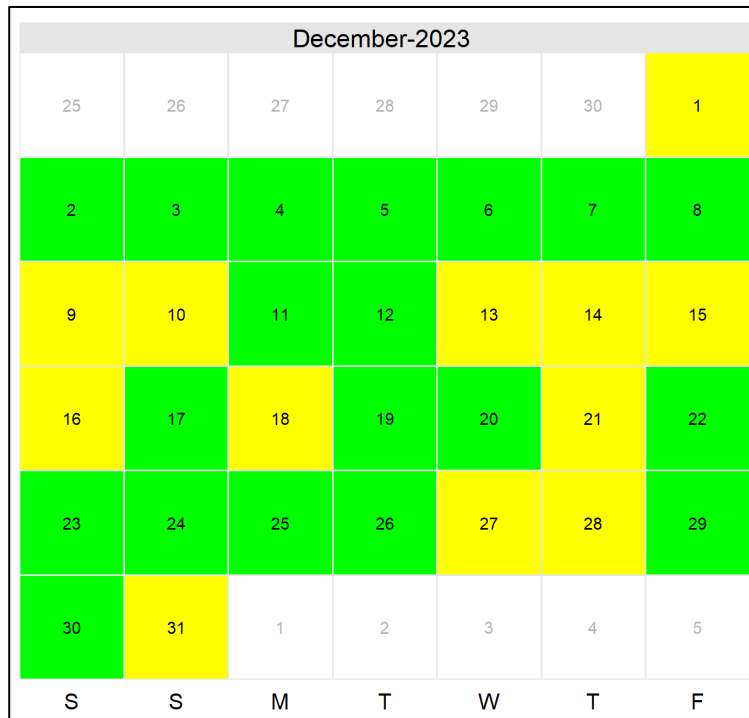 December-2023
25 26 27 28 29 30 1
2 3 4 5 6 7 8
9 10 11 12 13 14 15
16 17 18 19 20 21 22
23 24 25 26 27 28 29
30 31 1 2 3 4 5
S S M T W T F